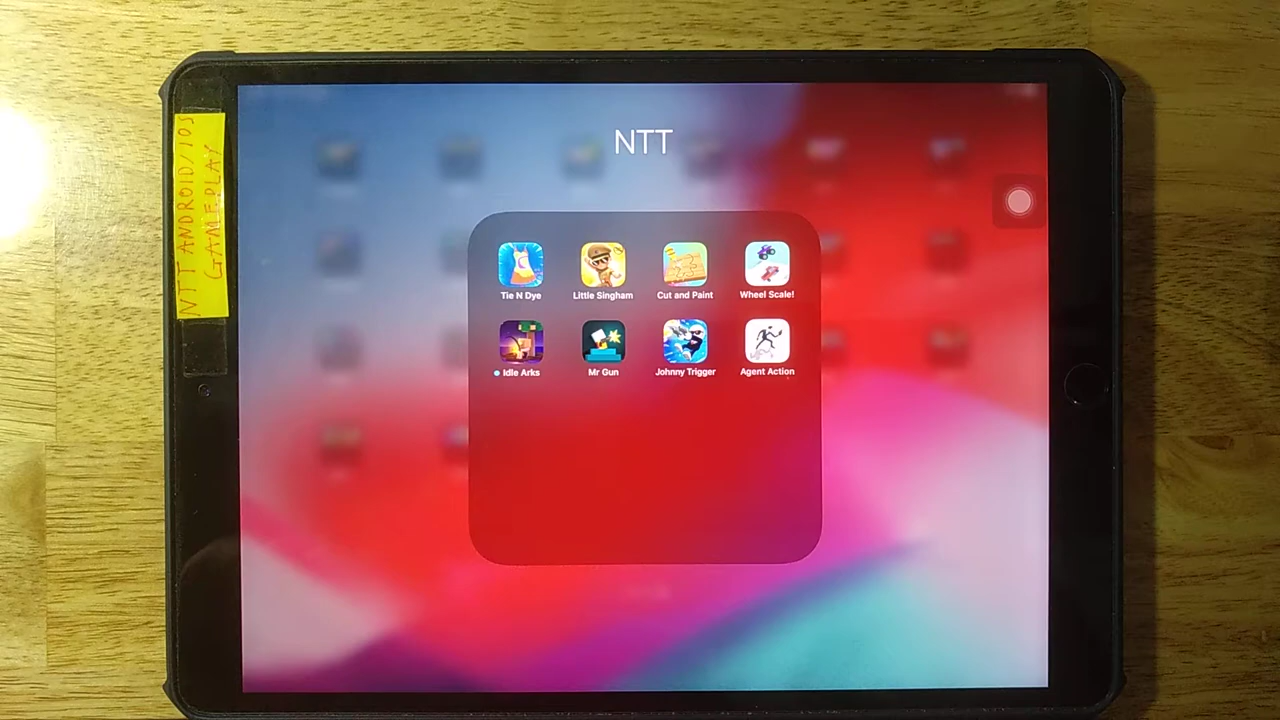 NTT ANDROID/IOS
GAMEPLAY
NTT
Tie N Dye
Little Singham
Cut and Paint
Wheel Scale!
Idle Arks
Mr Gun
Johnny Trigger
Agent Action